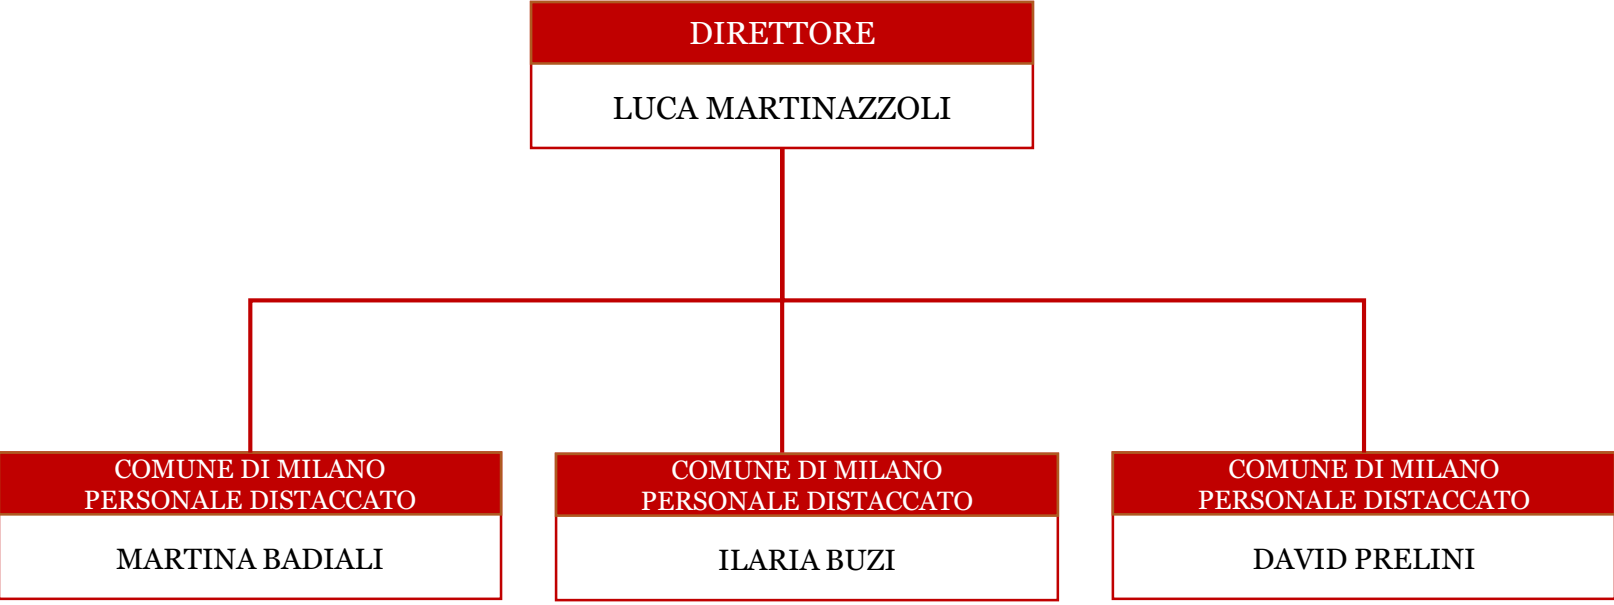 DIRETTORE
LUCA MARTINAZZOLI
COMUNE DI MILANO
PERSONALE DISTACCATO
MARTINA BADIALI
COMUNE DI MILANO
PERSONALE DISTACCATO
ILARIA BUZI
COMUNE DI MILANO
PERSONALE DISTACCATO
DAVID PRELINI